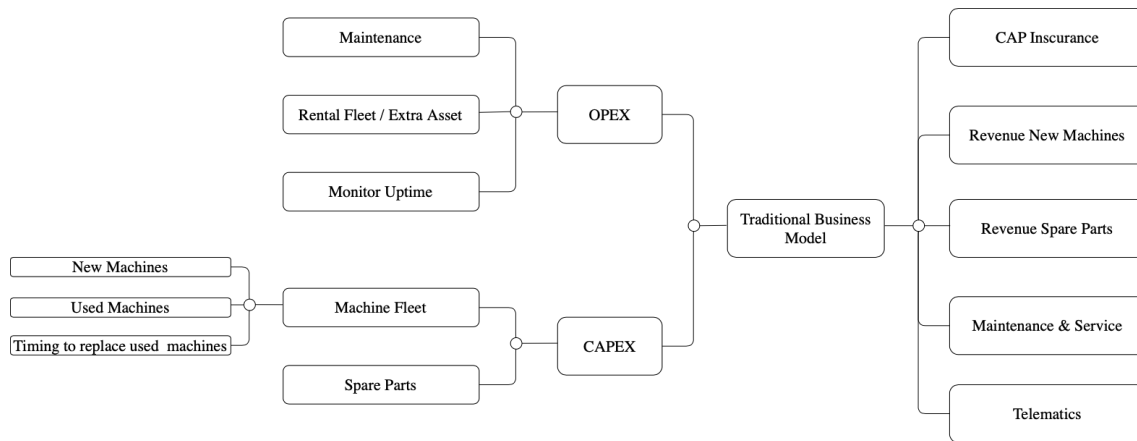 Maintenance
Rental Fleet / Extra Asset
Monitor Uptime
New Machines
Used Machines
Timing to replace used  machines
Machine Fleet
Spare Parts
OPEX
CAPEX
Traditional Business
Model
CAP Inscurance
Revenue New Machines
Revenue Spare Parts
Maintenance & Service
Telematics